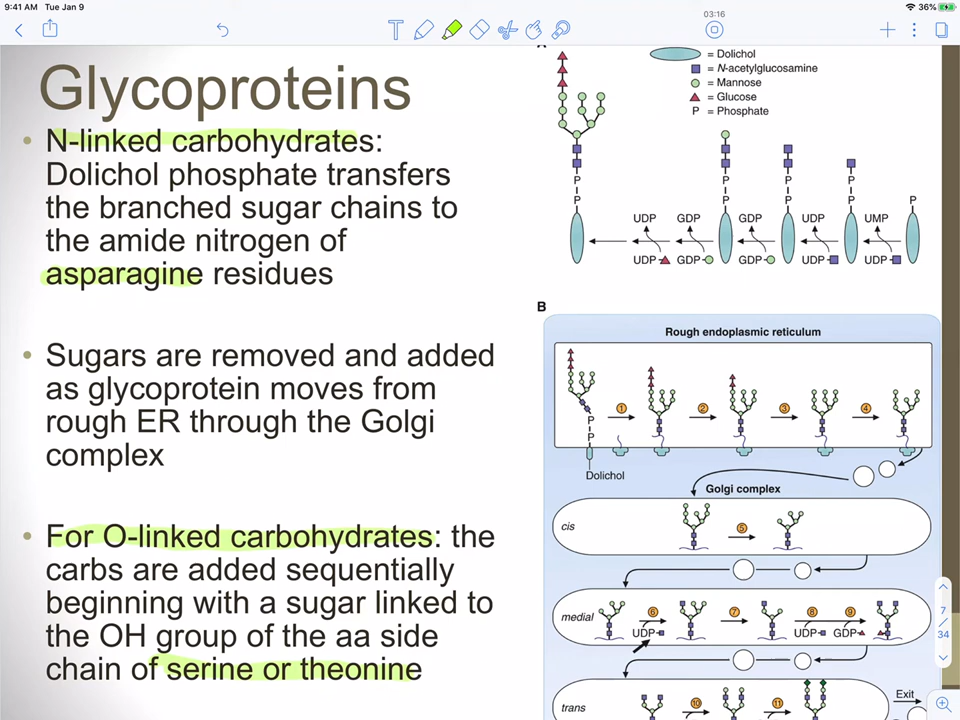 9:41 AM Tue Jan 9
36%
03:16
Glycoproteins
• N-linked carbohydrates:
Dolichol phosphate transfers
the branched sugar chains to
the amide nitrogen of
asparagine residues
• Sugars are removed and added
as glycoprotein moves from
rough ER through the Golgi
complex
• For O-linked carbohydrates: the
carbs are added sequentially
beginning with a sugar linked to
the OH group of the aa side
chain of serine or theonine
= Dolichol
= N-acetylglucosamine
= Mannose
= Glucose
P = Phosphate
P P P P P
P P P P
UDP GDP GDP UDP UMP
UDP GDP GDP UDP UDP
B
Rough endoplasmic reticulum
1 2 3 4
P
P
Dolichol
Golgi complex
cis
5
medial
6 7 8 9
UDP UDP GDP
trans
10 11
Exit
7
/
34